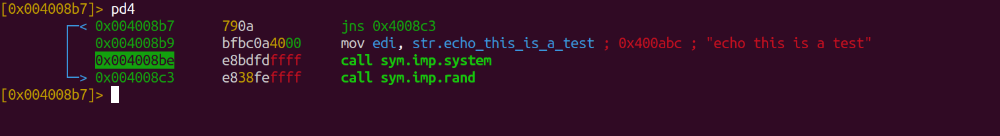 [0x004008b7]> pd4
< 0x004008b7 790a jns 0x4008c3
0x004008b9 bfbc0a4000 mov edi, str.echo_this_is_a_test ; 0x400abc ; "echo this is a test"
0x004008be e8bdfdffff call sym.imp.system
> 0x004008c3 e838feffff call sym.imp.rand
[0x004008b7]>